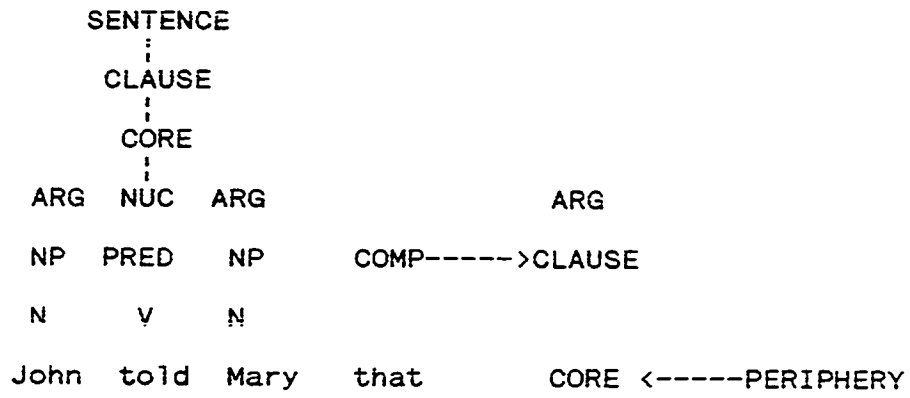 SENTENCE
CLAUSE
CORE
ARG NUC ARG ARG
NP PRED NP COMP----->CLAUSE
N V N
John told Mary that CORE <-----PERIPHERY